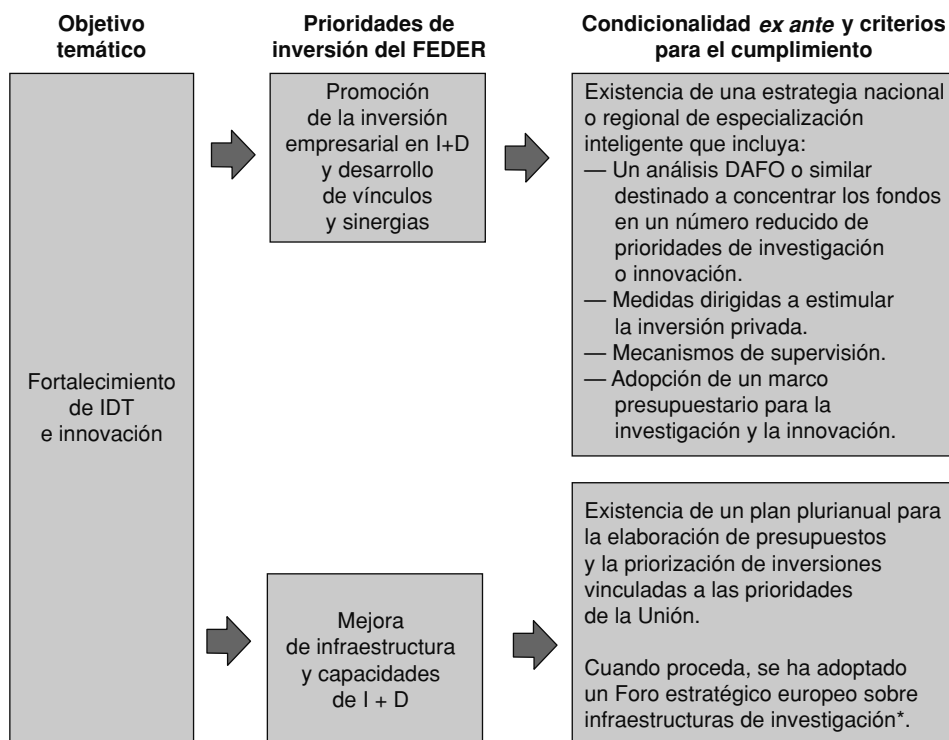 Objetivo
temático
Prioridades de
inversión del FEDER
Condicionalidad ex ante y criterios
para el cumplimiento
Fortalecimiento
de IDT
e innovación
Promoción
de la inversión
empresarial en I+D
y desarrollo
de vínculos
y sinergias
Existencia de una estrategia nacional
o regional de especialización
inteligente que incluya:
— Un análisis DAFO o similar
destinado a concentrar los fondos
en un número reducido de
prioridades de investigación
o innovación.
— Medidas dirigidas a estimular
la inversión privada.
— Mecanismos de supervisión.
— Adopción de un marco
presupuestario para la
investigación y la innovación.
Mejora
de infraestructura
y capacidades
de I + D
Existencia de un plan plurianual para
la elaboración de presupuestos
y la priorización de inversiones
vinculadas a las prioridades
de la Unión.
Cuando proceda, se ha adoptado
un Foro estratégico europeo sobre
infraestructuras de investigación*.